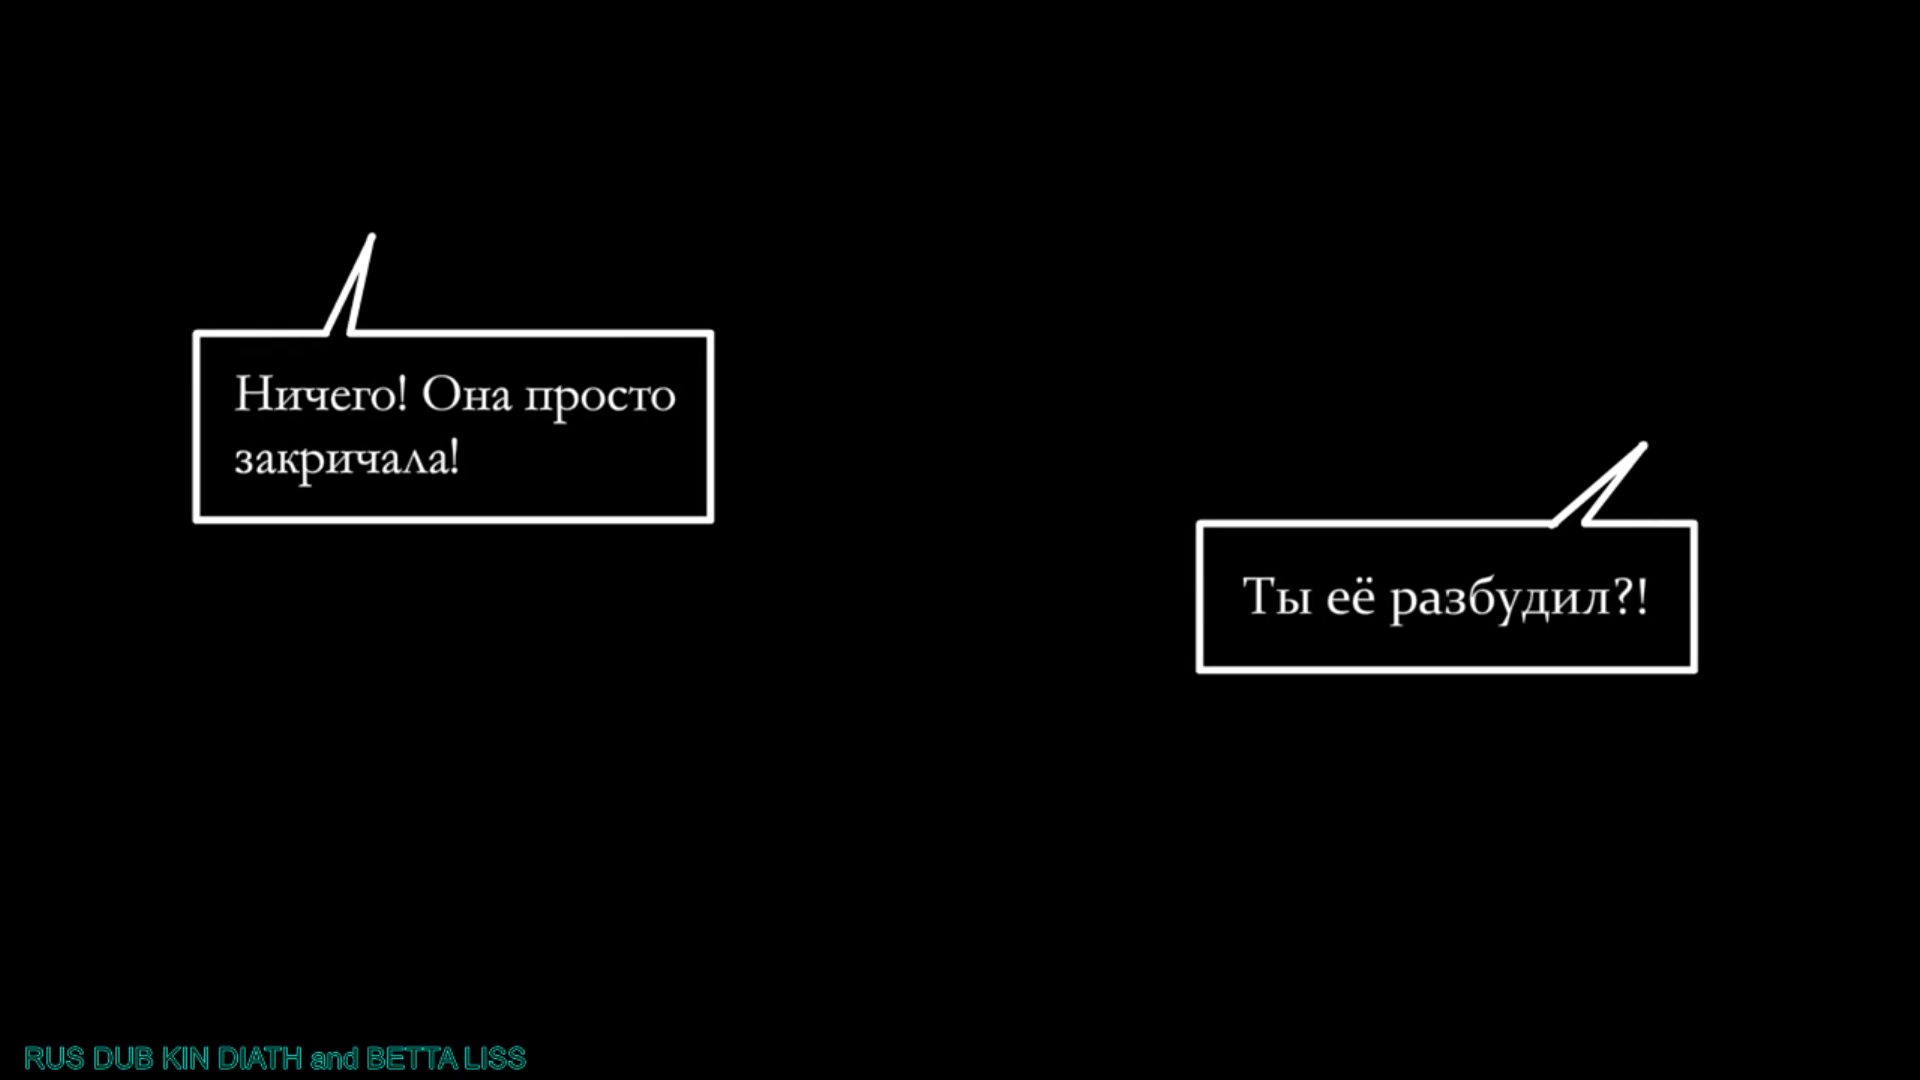 Ничего! Она просто
закричала!
Ты её разбудил?!
RUS DUB KIN DIATH and BETTA LISS